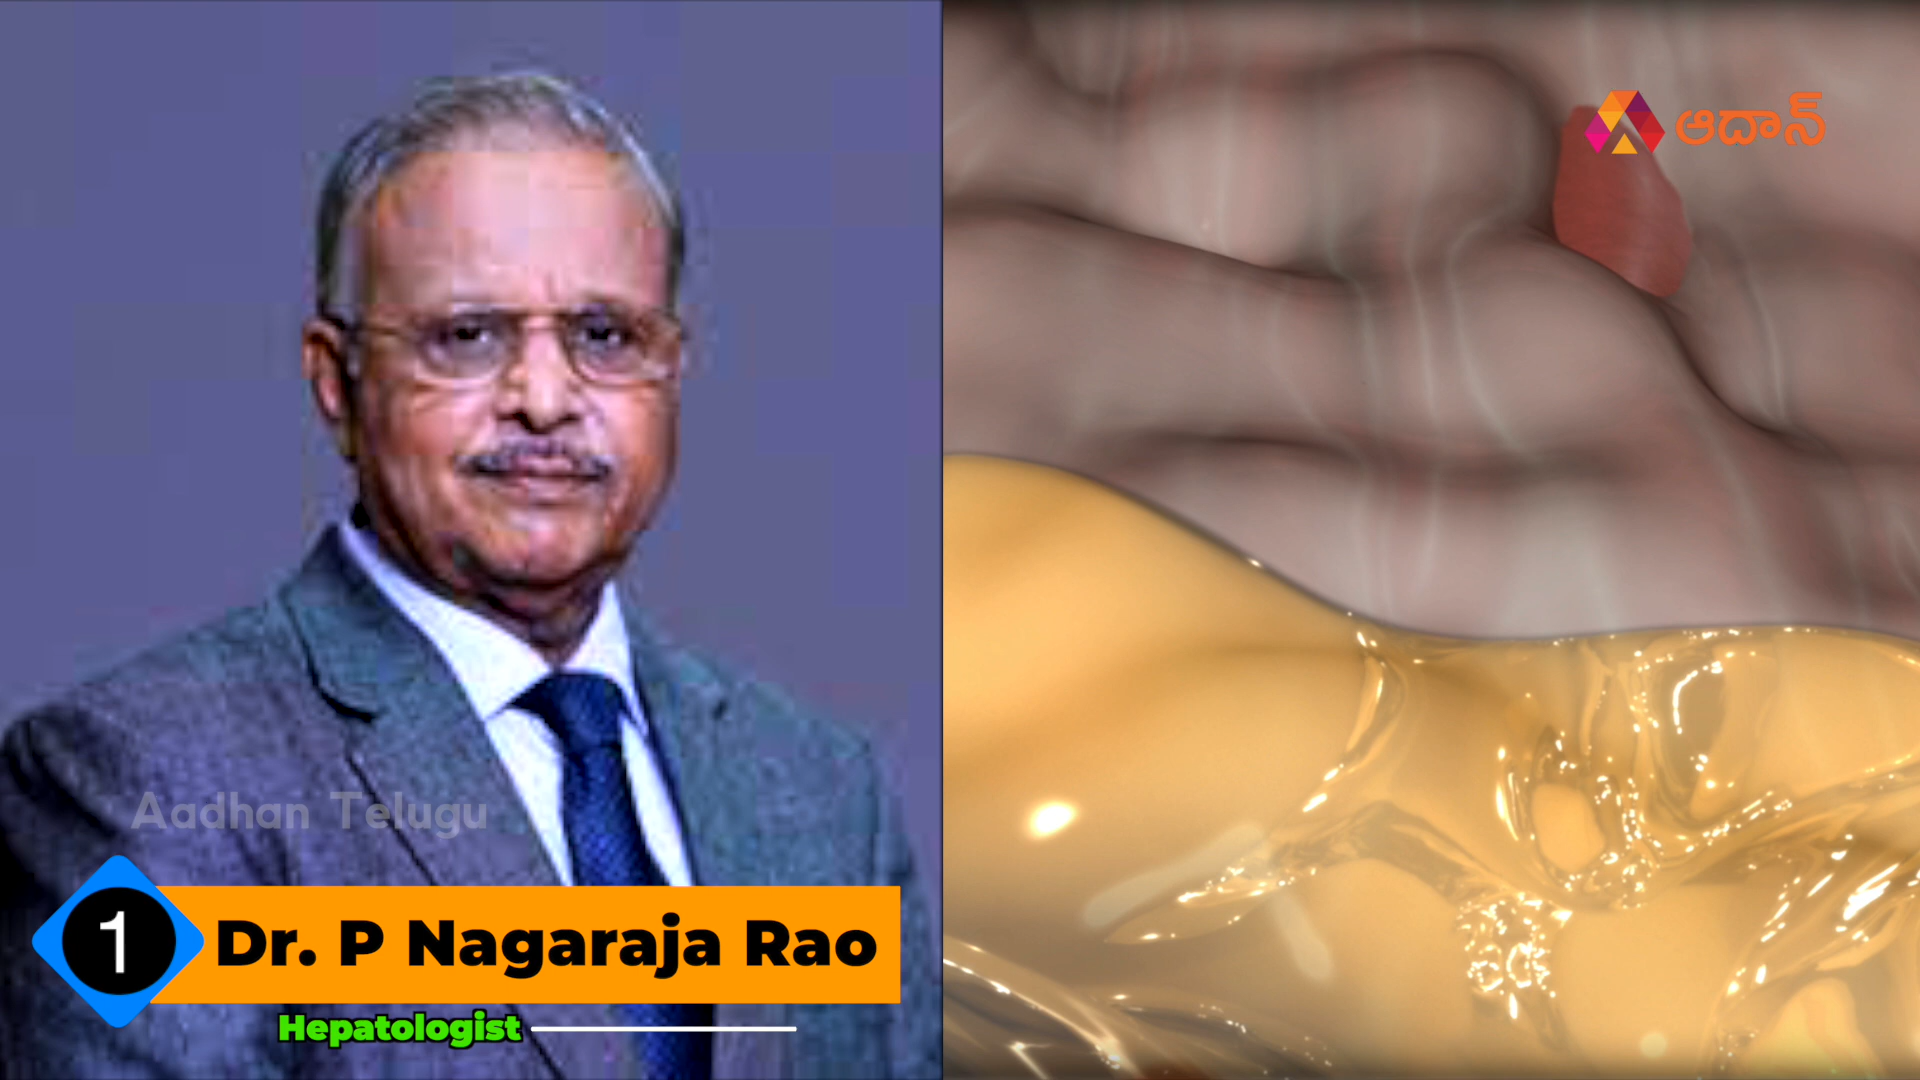 ఆదాన్
Aadhan Telugu
1
Dr. P Nagaraja Rao
Hepatologist